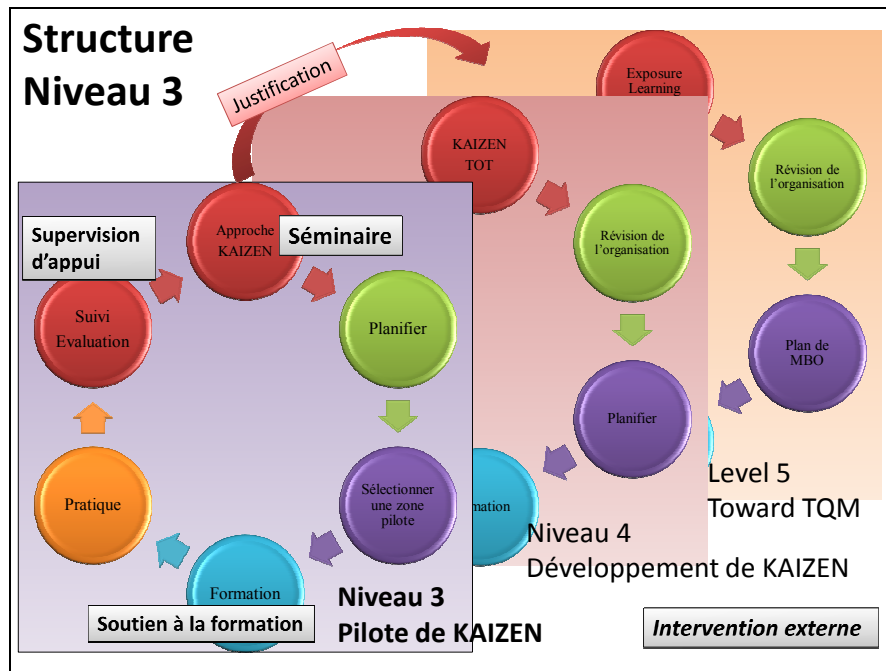 Structure
Niveau 3
Justification
Exposure
Learning
KAIZEN
TOT
Révision de
l'organisation
Révision de
l'organisation
Supervision
d'appui
Approche
KAIZEN
Séminaire
Suivi
Evaluation
Planifier
Plan de
MBO
Planifier
Pratique
Sélectionner
une zone
pilote
Formation
Soutien à la formation
Niveau 3
Pilote de KAIZEN
Niveau 4
Développement de KAIZEN
Level 5
Toward TQM
Intervention externe